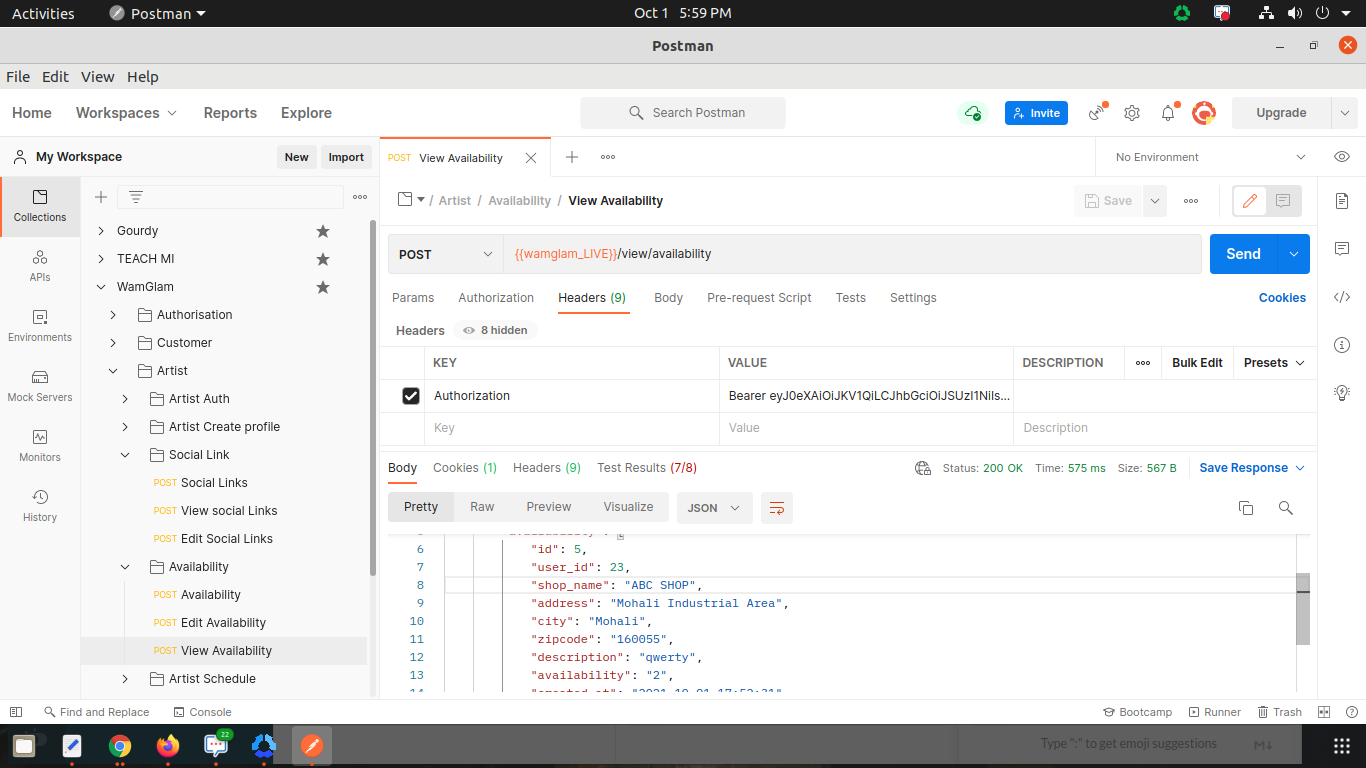 Activities Postman Oct 1 5:59 PM
Postman
File Edit View Help
Home Workspaces Reports Explore Search Postman Invite Upgrade
My Workspace New Import POST View Availability No Environment
Collections
APIs
Environments
Mock Servers
Monitors
History
Gourdy
TEACH MI
WamGlam
Authorisation
Customer
Artist
Artist Auth
Artist Create profile
Social Link
POST Social Links
POST View social Links
POST Edit Social Links
Availability
POST Availability
POST Edit Availability
POST View Availability
Artist Schedule
/ Artist / Availability / View Availability Save
POST {{wamglam_LIVE}}/view/availability Send
Params Authorization Headers (9) Body Pre-request Script Tests Settings Cookies
Headers 8 hidden
KEY VALUE DESCRIPTION Bulk Edit Presets
Authorization Bearer eyJ0eXAiOiJKV1QiLCJhbGciOiJSUzI1NiIs...
Key Value Description
Body Cookies (1) Headers (9) Test Results (7/8) Status: 200 OK Time: 575 ms Size: 567 B Save Response
Pretty Raw Preview Visualize JSON
6 "id": 5,
7 "user_id": 23,
8 "shop_name": "ABC SHOP",
9 "address": "Mohali Industrial Area",
10 "city": "Mohali",
11 "zipcode": "160055",
12 "description": "qwerty",
13 "availability": "2",
Find and Replace Console Bootcamp Runner Trash
22
Type ":" to get emoji suggestions M↓